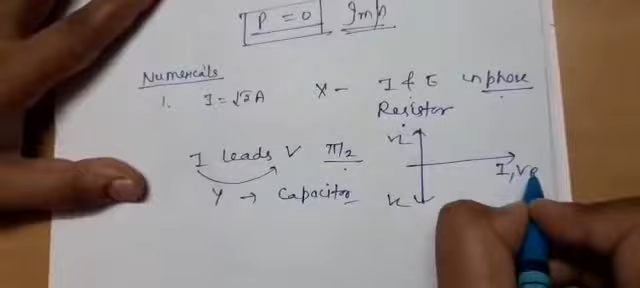 P = 0 Imp
Numericals
1. I = √2 A X – I & E in phase
Resistor
I leads V π/2
Y → Capacitor
VL
I, VR
VC